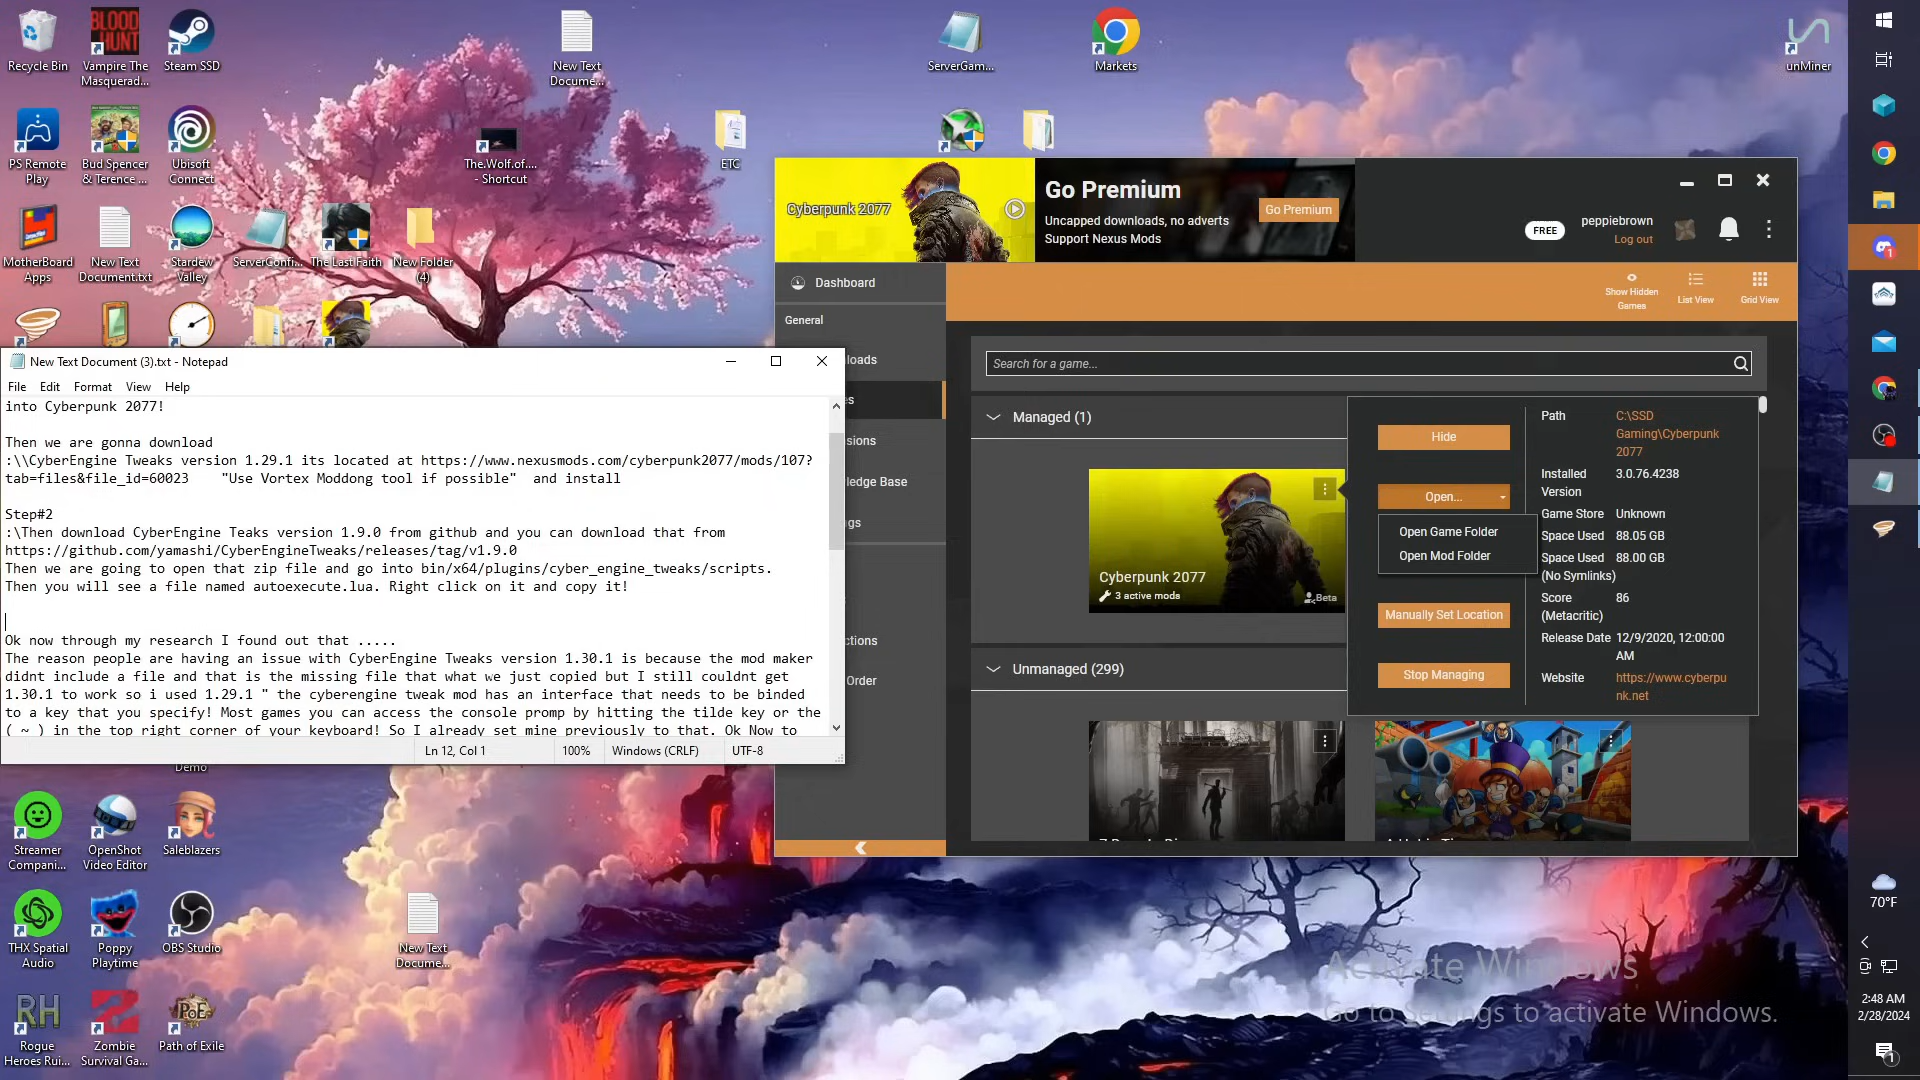 Recycle Bin
Vampire The
Masquerad...
Steam SSD
New Text
Docume...
ServerGam...
Markets
unMiner
PS Remote
Play
Bud Spencer
& Terence ...
Ubisoft
Connect
The.Wolf.of....
- Shortcut
ETC
MotherBoard
Apps
New Text
Document.txt
Stardew
Valley
ServerConfi...
The Last Faith
New Folder
(4)
New Text Document (3).txt - Notepad
File Edit Format View Help
into Cyberpunk 2077!
Then we are gonna download
:\\CyberEngine Tweaks version 1.29.1 its located at https://www.nexusmods.com/cyberpunk2077/mods/107?
tab=files&file_id=60023    "Use Vortex Moddong tool if possible"  and install
Step#2
:\Then download CyberEngine Teaks version 1.9.0 from github and you can download that from
https://github.com/yamashi/CyberEngineTweaks/releases/tag/v1.9.0
Then we are going to open that zip file and go into bin/x64/plugins/cyber_engine_tweaks/scripts.
Then you will see a file named autoexecute.lua. Right click on it and copy it!
Ok now through my research I found out that .....
The reason people are having an issue with CyberEngine Tweaks version 1.30.1 is because the mod maker
didnt include a file and that is the missing file that what we just copied but I still couldnt get
1.30.1 to work so i used 1.29.1 " the cyberengine tweak mod has an interface that needs to be binded
to a key that you specify! Most games you can access the console promp by hitting the tilde key or the
( ~ ) in the top right corner of your keyboard! So I already set mine previously to that. Ok Now to
Ln 12, Col 1
100%
Windows (CRLF)
UTF-8
Demo
Streamer
Compani...
OpenShot
Video Editor
Saleblazers
THX Spatial
Audio
Poppy
Playtime
OBS Studio
New Text
Docume...
RH
Rogue
Heroes Rui...
Zombie
Survival Ga...
Path of Exile
Cyberpunk 2077
Go Premium
Uncapped downloads, no adverts
Support Nexus Mods
Go Premium
FREE
peppiebrown
Log out
Dashboard
General
loads
es
sions
ledge Base
gs
ctions
Order
Show Hidden
Games
List View
Grid View
Search for a game...
Managed (1)
Cyberpunk 2077
3 active mods
Beta
Hide
Open...
Open Game Folder
Open Mod Folder
Manually Set Location
Stop Managing
Path C:\SSD
Gaming\Cyberpunk
2077
Installed
Version 3.0.76.4238
Game Store Unknown
Space Used 88.05 GB
Space Used 88.00 GB
(No Symlinks)
Score 86
(Metacritic)
Release Date 12/9/2020, 12:00:00
AM
Website https://www.cyberpu
nk.net
Unmanaged (299)
Activate Windows
Go to Settings to activate Windows.
70°F
2:48 AM
2/28/2024